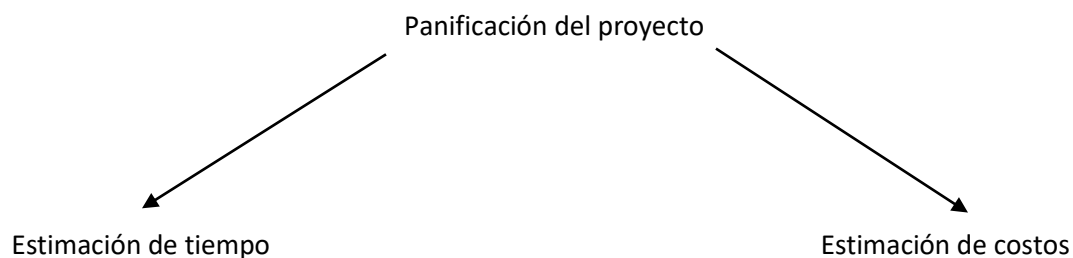 Panificación del proyecto
Estimación de tiempo
Estimación de costos